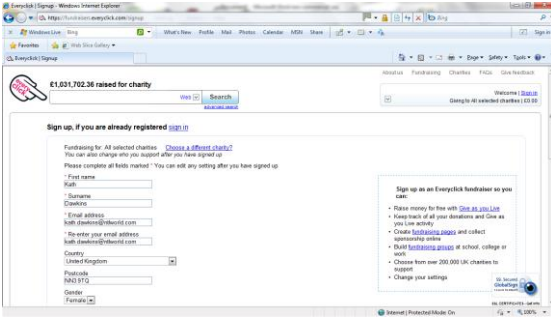 Everyclick | Signup - Windows Internet Explorer
https://fundraisers.everyclick.com/signup
Bing
Windows Live Bing What's New Profile Mail Photos Calendar MSN Share Sign in
Favorites Web Slice Gallery
Everyclick | Signup Page Safety Tools
About us Fundraising Charities FAQs Give feedback
every click
£1,031,702.36 raised for charity
Web Search
advanced search
Welcome | Sign in
Giving to All selected charities | £0.00
Sign up, if you are already registered sign in
Fundraising for: All selected charities Choose a different charity?
You can also change who you support after you have signed up
Please complete all fields marked * You can edit any setting after you have signed up
* First name
Kath
* Surname
Dawkins
* Email address
kath.dawkins@ntlworld.com
* Re-enter your email address
kath.dawkins@ntlworld.com
Country
United Kingdom
Postcode
NN3 9TQ
Gender
Female
Sign up as an Everyclick fundraiser so you
can:
• Raise money for free with Give as you Live
• Keep track of all your donations and Give as
you Live activity
• Create fundraising pages and collect
sponsorship online
• Build fundraising groups at school, college or
work
• Choose from over 200,000 UK charities to
support
• Change your settings.
GlobalSign
Internet | Protected Mode: On 100%